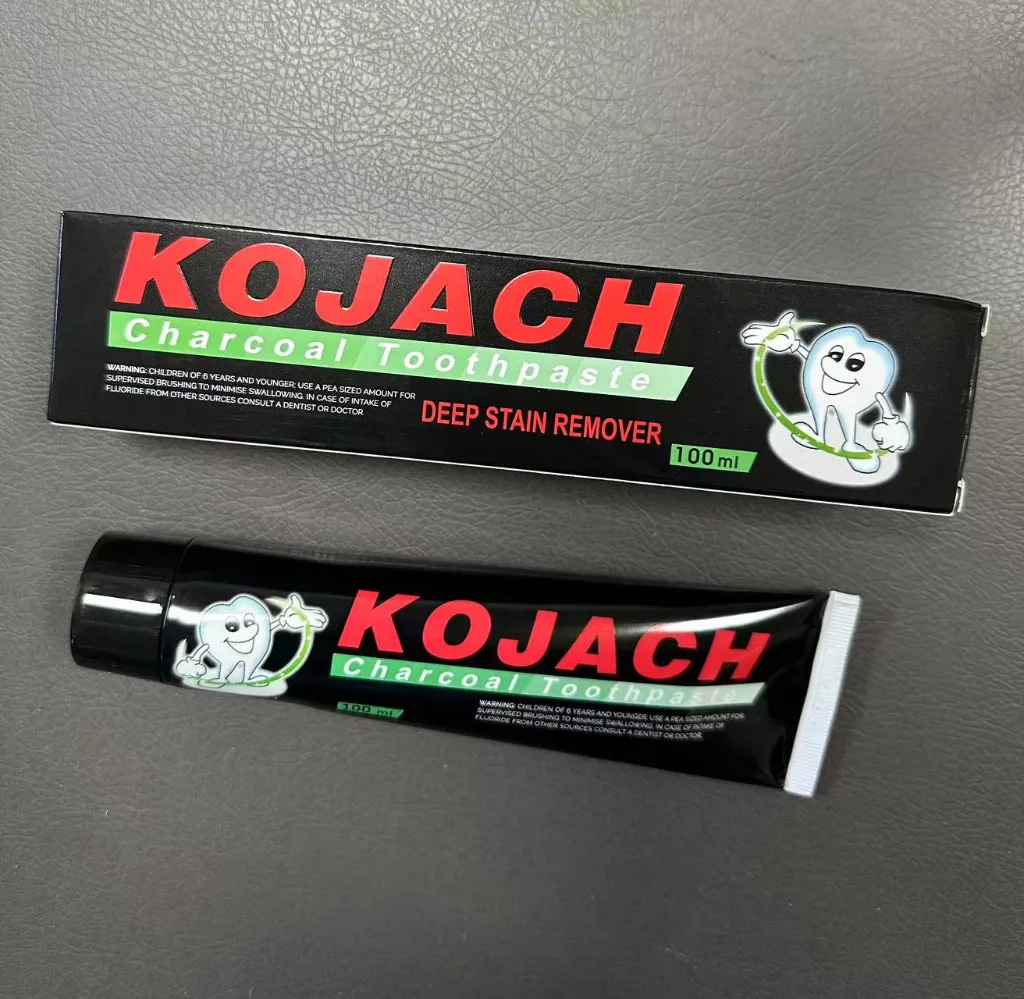 KOJACH
Charcoal Toothpaste
WARNING: CHILDREN OF 6 YEARS AND YOUNGER: USE A PEA SIZED AMOUNT FOR
SUPERVISED BRUSHING TO MINIMISE SWALLOWING. IN CASE OF INTAKE OF
FLUORIDE FROM OTHER SOURCES CONSULT A DENTIST OR DOCTOR.
DEEP STAIN REMOVER
100ml
KOJACH
Charcoal Toothpaste
100 ml
WARNING: CHILDREN OF 6 YEARS AND YOUNGER: USE A PEA SIZED AMOUNT FOR
SUPERVISED BRUSHING TO MINIMISE SWALLOWING. IN CASE OF INTAKE OF
FLUORIDE FROM OTHER SOURCES CONSULT A DENTIST OR DOCTOR.